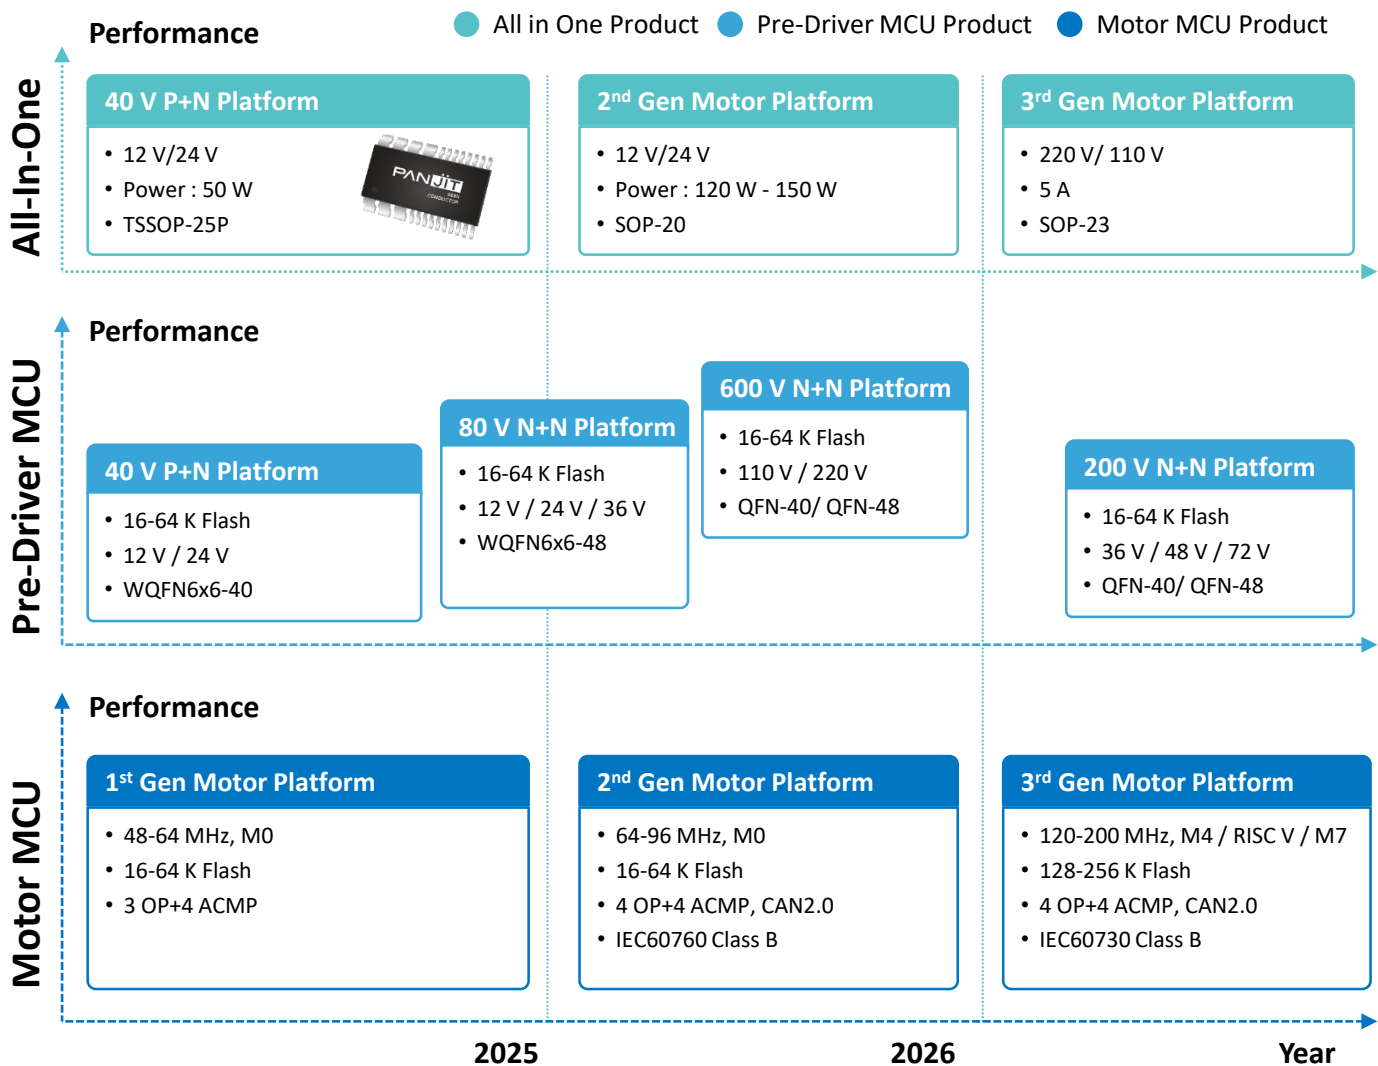 All in One Product
Pre-Driver MCU Product
Motor MCU Product
All-In-One
Performance
40 V P+N Platform
• 12 V/24 V
• Power : 50 W
• TSSOP-25P
PANJIT
SEMI
CONDUCTOR
2nd Gen Motor Platform
• 12 V/24 V
• Power : 120 W - 150 W
• SOP-20
3rd Gen Motor Platform
• 220 V/ 110 V
• 5 A
• SOP-23
Pre-Driver MCU
Performance
40 V P+N Platform
• 16-64 K Flash
• 12 V / 24 V
• WQFN6x6-40
80 V N+N Platform
• 16-64 K Flash
• 12 V / 24 V / 36 V
• WQFN6x6-48
600 V N+N Platform
• 16-64 K Flash
• 110 V / 220 V
• QFN-40/ QFN-48
200 V N+N Platform
• 16-64 K Flash
• 36 V / 48 V / 72 V
• QFN-40/ QFN-48
Motor MCU
Performance
1st Gen Motor Platform
• 48-64 MHz, M0
• 16-64 K Flash
• 3 OP+4 ACMP
2nd Gen Motor Platform
• 64-96 MHz, M0
• 16-64 K Flash
• 4 OP+4 ACMP, CAN2.0
• IEC60760 Class B
3rd Gen Motor Platform
• 120-200 MHz, M4 / RISC V / M7
• 128-256 K Flash
• 4 OP+4 ACMP, CAN2.0
• IEC60730 Class B
2025
2026
Year